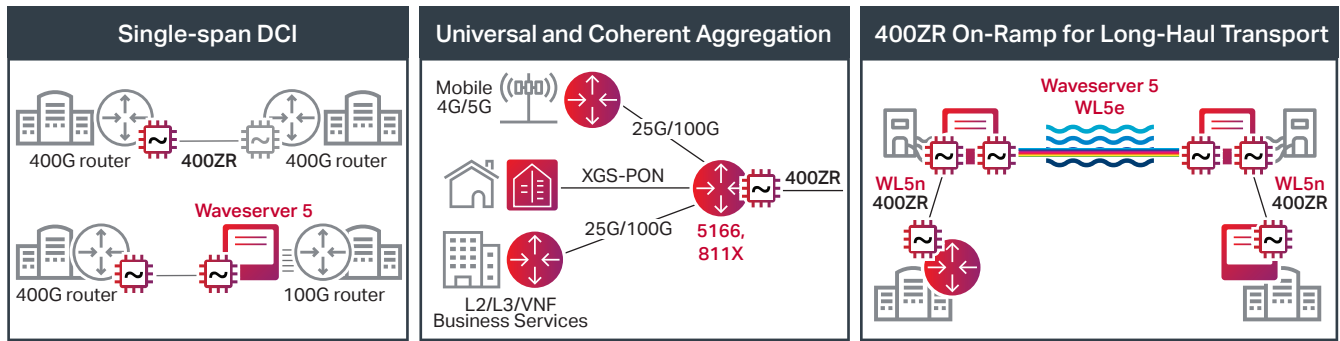 Single-span DCI
400G router
400ZR
400G router
Waveserver 5
400G router
100G router
Universal and Coherent Aggregation
Mobile
4G/5G
25G/100G
XGS-PON
400ZR
25G/100G
5166,
811X
L2/L3/VNF
Business Services
400ZR On-Ramp for Long-Haul Transport
Waveserver 5
WL5e
WL5n
400ZR
WL5n
400ZR